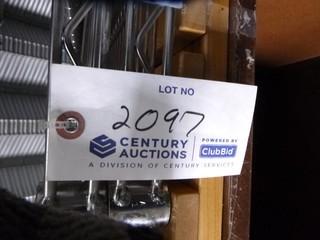 LOT NO
2097
CENTURY
AUCTIONS
POWERED BY
ClubBid
A DIVISION OF CENTURY SERVICES